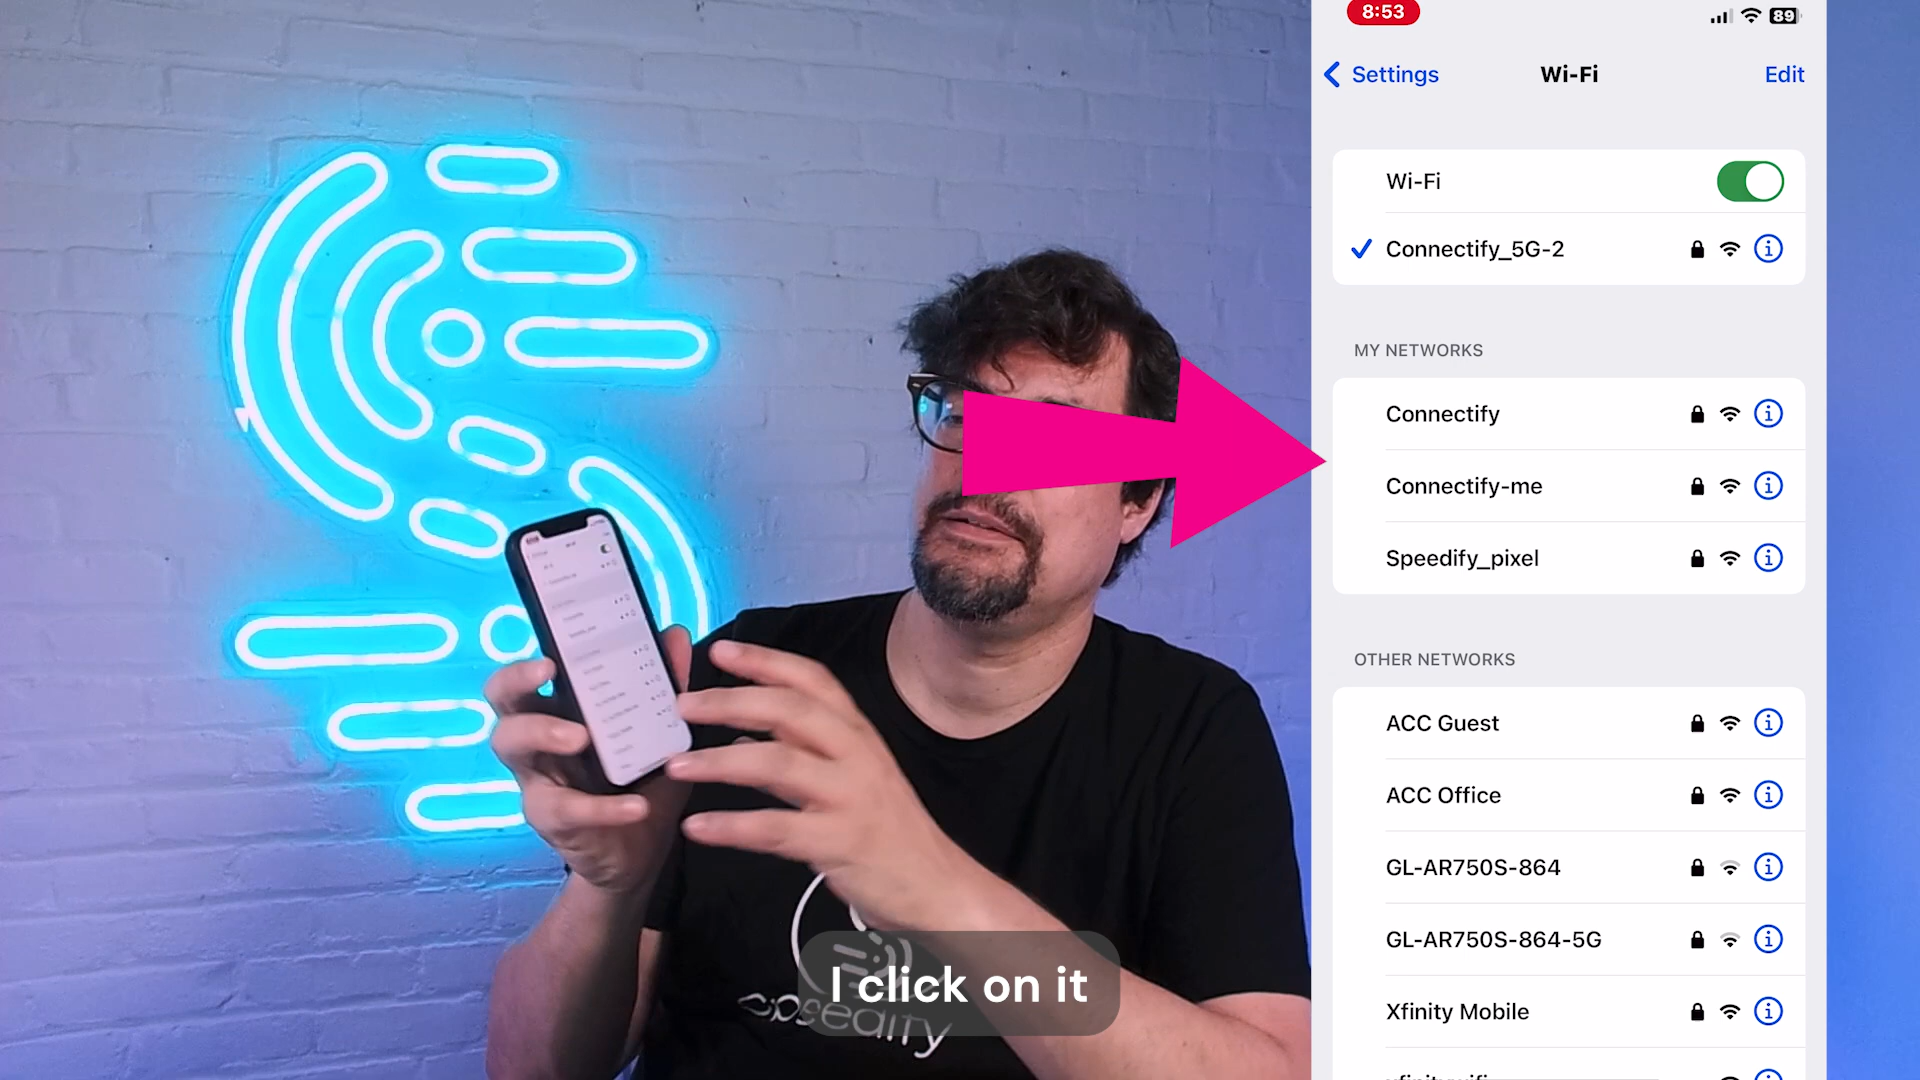 8:53
89
Settings
Wi-Fi
Edit
Wi-Fi
Connectify_5G-2
MY NETWORKS
Connectify
Connectify-me
Speedify_pixel
OTHER NETWORKS
ACC Guest
ACC Office
GL-AR750S-864
GL-AR750S-864-5G
Xfinity Mobile
I click on it